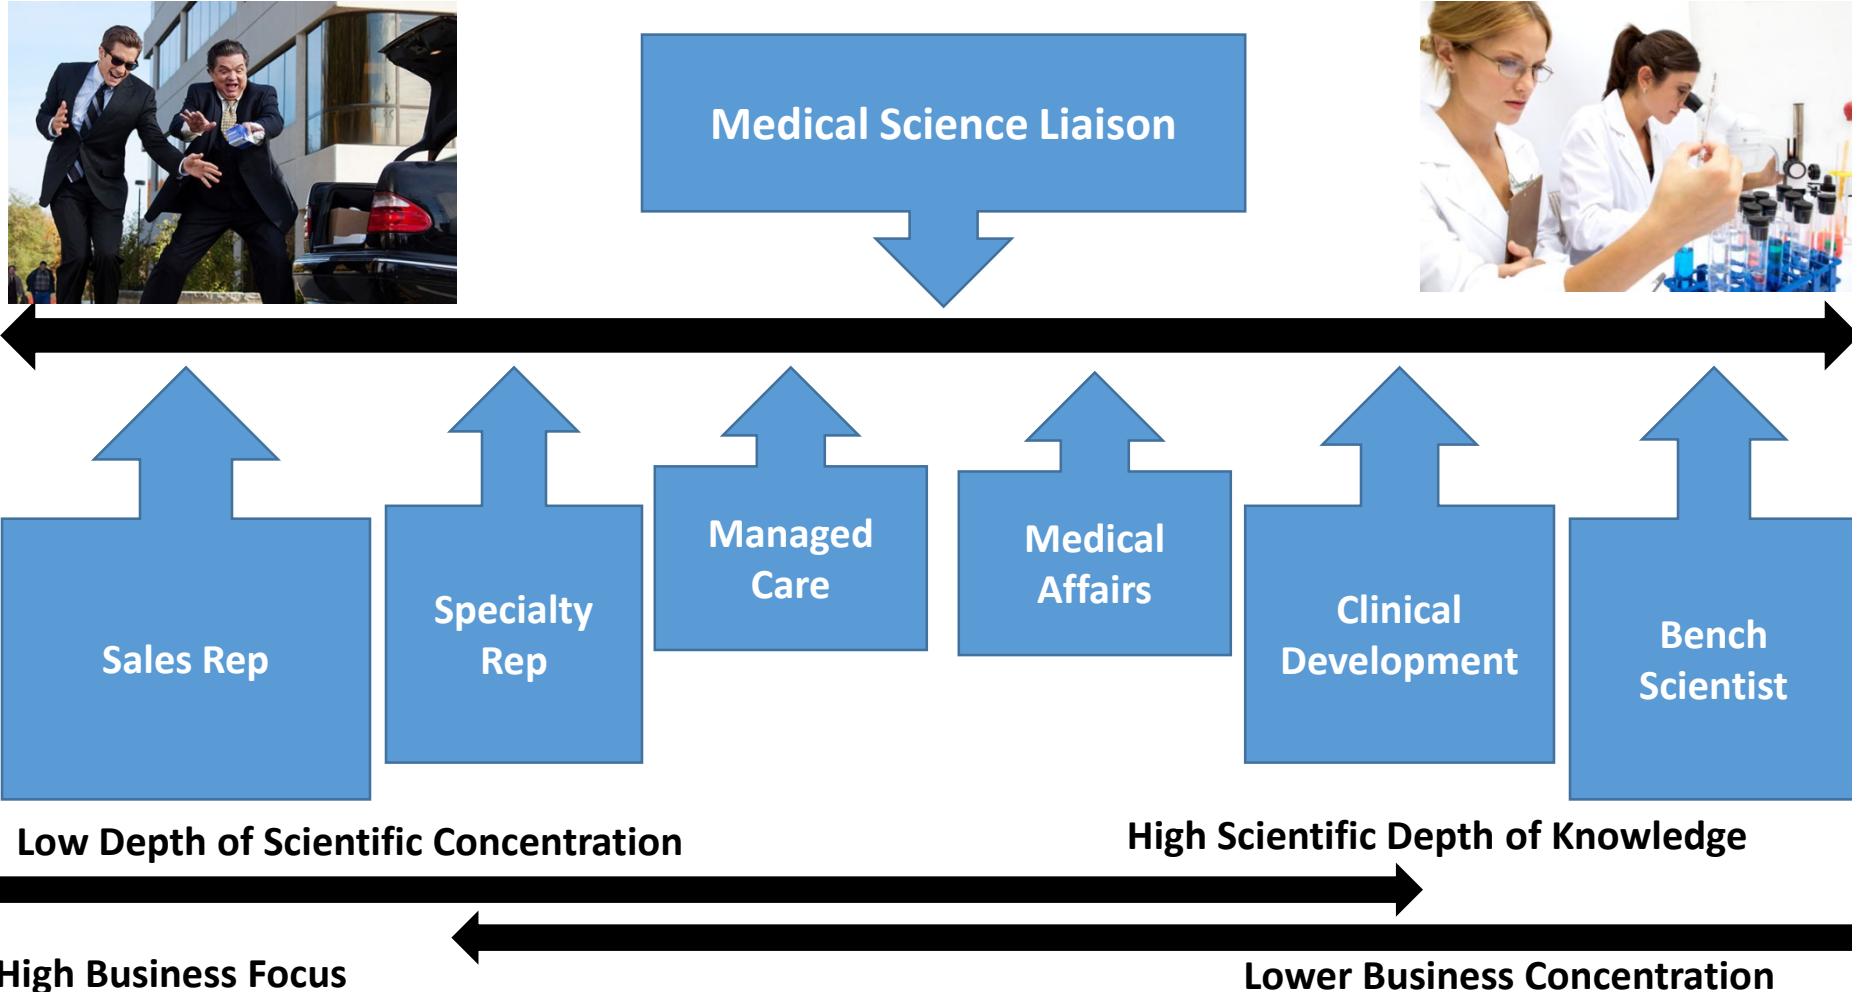 Medical Science Liaison
Sales Rep
Specialty
Rep
Managed
Care
Medical
Affairs
Clinical
Development
Bench
Scientist
Low Depth of Scientific Concentration
High Scientific Depth of Knowledge
High Business Focus
Lower Business Concentration